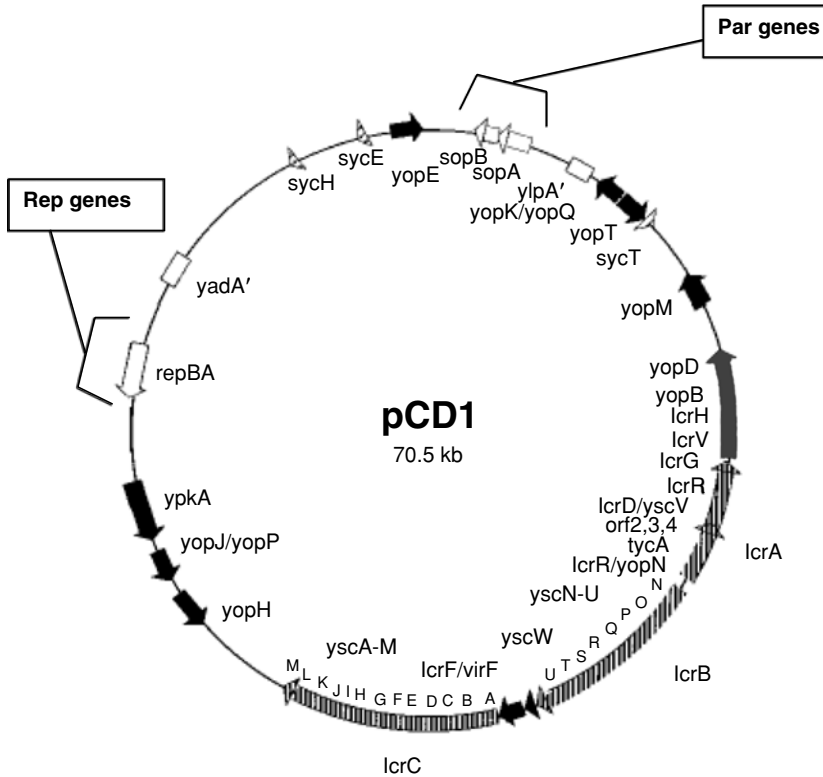 Par genes
Rep genes
sycH
sycE
yopE
sopB
sopA
ylpA′
yopK/yopQ
yopT
sycT
yopM
yopD
yopB
lcrH
lcrV
lcrG
lcrR
lcrD/yscV
orf2,3,4
tycA
lcrR/yopN
lcrA
yscN-U
N
O
P
Q
R
S
T
U
lcrB
yscW
lcrF/virF
yscA-M
M
L
K
J
I
H
G
F
E
D
C
B
A
lcrC
yopH
yopJ/yopP
ypkA
repBA
yadA′
pCD1
70.5 kb